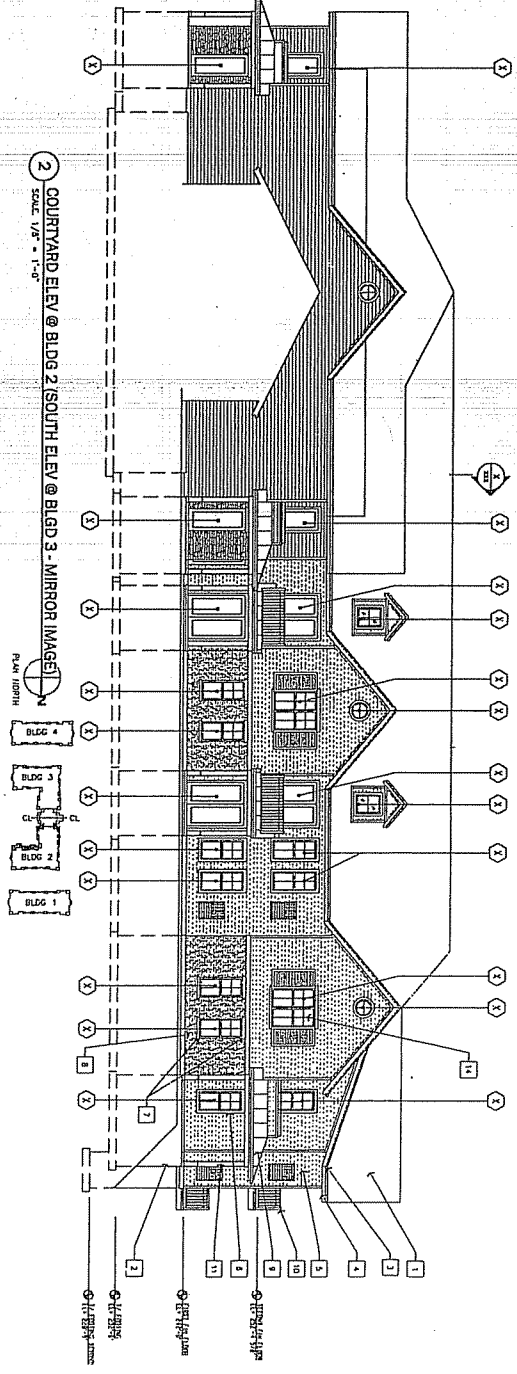 X X X X X X X X X X X
X
XXX
14
1
3
4
5
10
9
6
11
2
7
8
X X X X X X X X X X
2
COURTYARD ELEV @ BLDG 2 (SOUTH ELEV @ BLGD 3 - MIRROR IMAGE)
SCALE: 1/8" = 1'-0"
N
PLAN NORTH
BLDG 4
BLDG 3
CL CL
BLDG 2
BLDG 1